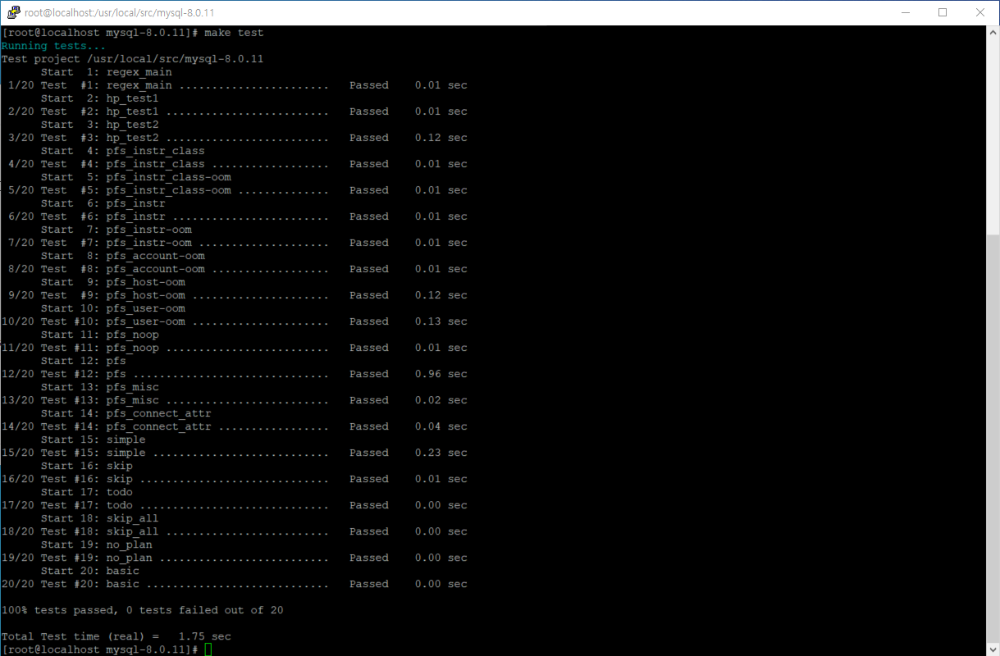 root@localhost:/usr/local/src/mysql-8.0.11
[root@localhost mysql-8.0.11]# make test
Running tests...
Test project /usr/local/src/mysql-8.0.11
      Start  1: regex_main
 1/20 Test  #1: regex_main .......................   Passed    0.01 sec
      Start  2: hp_test1
 2/20 Test  #2: hp_test1 .........................   Passed    0.01 sec
      Start  3: hp_test2
 3/20 Test  #3: hp_test2 .........................   Passed    0.12 sec
      Start  4: pfs_instr_class
 4/20 Test  #4: pfs_instr_class ..................   Passed    0.01 sec
      Start  5: pfs_instr_class-oom
 5/20 Test  #5: pfs_instr_class-oom ..............   Passed    0.01 sec
      Start  6: pfs_instr
 6/20 Test  #6: pfs_instr ........................   Passed    0.01 sec
      Start  7: pfs_instr-oom
 7/20 Test  #7: pfs_instr-oom ....................   Passed    0.01 sec
      Start  8: pfs_account-oom
 8/20 Test  #8: pfs_account-oom ..................   Passed    0.01 sec
      Start  9: pfs_host-oom
 9/20 Test  #9: pfs_host-oom .....................   Passed    0.12 sec
      Start 10: pfs_user-oom
10/20 Test #10: pfs_user-oom .....................   Passed    0.13 sec
      Start 11: pfs_noop
11/20 Test #11: pfs_noop .........................   Passed    0.01 sec
      Start 12: pfs
12/20 Test #12: pfs ..............................   Passed    0.96 sec
      Start 13: pfs_misc
13/20 Test #13: pfs_misc .........................   Passed    0.02 sec
      Start 14: pfs_connect_attr
14/20 Test #14: pfs_connect_attr .................   Passed    0.04 sec
      Start 15: simple
15/20 Test #15: simple ...........................   Passed    0.23 sec
      Start 16: skip
16/20 Test #16: skip .............................   Passed    0.01 sec
      Start 17: todo
17/20 Test #17: todo .............................   Passed    0.00 sec
      Start 18: skip_all
18/20 Test #18: skip_all .........................   Passed    0.00 sec
      Start 19: no_plan
19/20 Test #19: no_plan ..........................   Passed    0.00 sec
      Start 20: basic
20/20 Test #20: basic ............................   Passed    0.00 sec

100% tests passed, 0 tests failed out of 20

Total Test time (real) =   1.75 sec
[root@localhost mysql-8.0.11]#